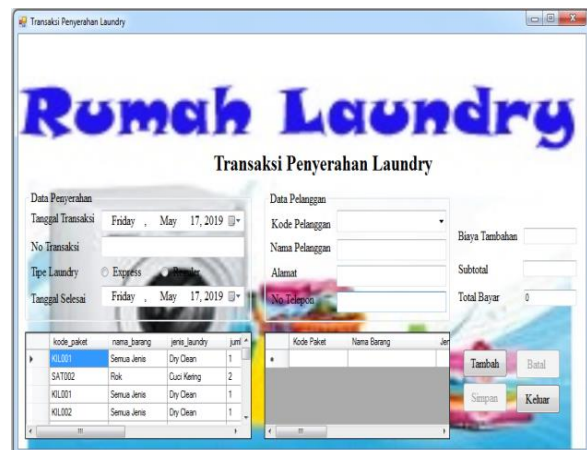 Transaksi Penyerahan Laundry
Rumah Laundry
Transaksi Penyerahan Laundry
Data Penyerahan
Tanggal Transaksi Friday , May 17, 2019
No Transaksi
Tipe Laundry Express Reguler
Tanggal Selesai Friday , May 17, 2019
Data Pelanggan
Kode Pelanggan
Nama Pelanggan
Alamat
No Telepon
Biaya Tambahan
Subtotal
Total Bayar 0
kode_paket nama_barang jenis_laundry juml
KIL001 Semua Jenis Dry Clean 1
SAT002 Rok Cuci Kering 2
KIL001 Semua Jenis Dry Clean 1
KIL002 Semua Jenis Dry Clean 1
Kode Paket Nama Barang Jer
Tambah Batal
Simpan Keluar